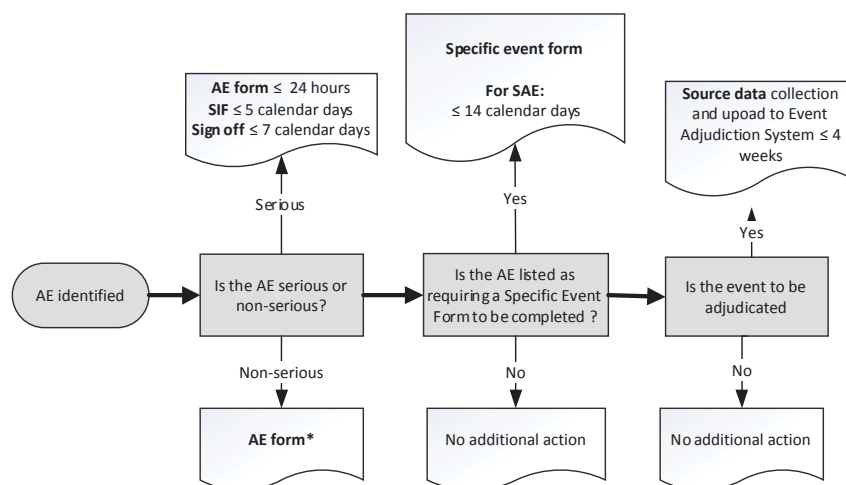 AE form ≤ 24 hours
SIF ≤ 5 calendar days
Sign off ≤ 7 calendar days
Specific event form
For SAE:
≤ 14 calendar days
Source data collection
and upoad to Event
Adjudiction System ≤ 4
weeks
Serious
Yes
Yes
AE identified
Is the AE serious or
non-serious?
Is the AE listed as
requiring a Specific Event
Form to be completed ?
Is the event to be
adjudicated
Non-serious
No
No
AE form*
No additional action
No additional action